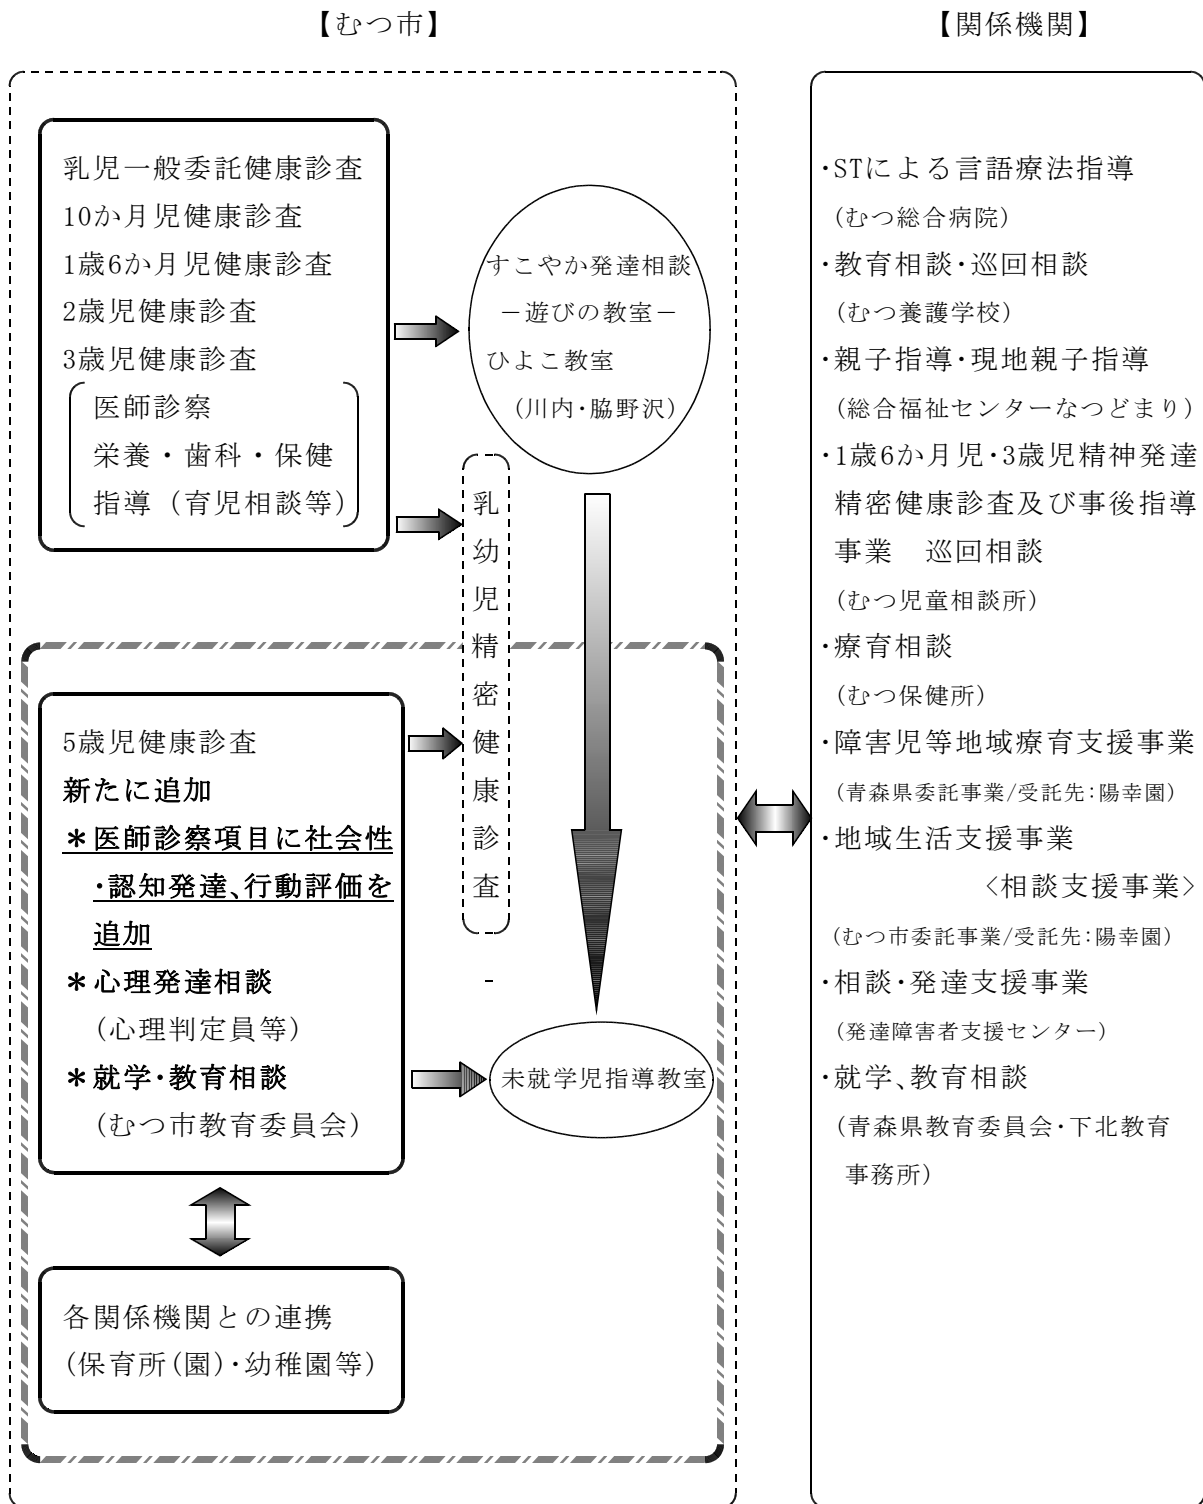 【むつ市】
【関係機関】
乳児一般委託健康診査
10か月児健康診査
1歳6か月児健康診査
2歳児健康診査
3歳児健康診査
医師診察
栄養・歯科・保健
指導（育児相談等）
すこやか発達相談
－遊びの教室－
ひよこ教室
（川内・脇野沢）
乳幼児精密健康診査
5歳児健康診査
新たに追加
＊医師診察項目に社会性
・認知発達、行動評価を
追加
＊心理発達相談
（心理判定員等）
＊就学・教育相談
（むつ市教育委員会）
-
未就学児指導教室
各関係機関との連携
（保育所（園）・幼稚園等）
・STによる言語療法指導
（むつ総合病院）
・教育相談・巡回相談
（むつ養護学校）
・親子指導・現地親子指導
（総合福祉センターなつどまり）
・1歳6か月児・3歳児精神発達
精密健康診査及び事後指導
事業　巡回相談
（むつ児童相談所）
・療育相談
（むつ保健所）
・障害児等地域療育支援事業
（青森県委託事業/受託先：陽幸園）
・地域生活支援事業
<相談支援事業>
（むつ市委託事業/受託先：陽幸園）
・相談・発達支援事業
（発達障害者支援センター）
・就学、教育相談
（青森県教育委員会・下北教育
事務所）